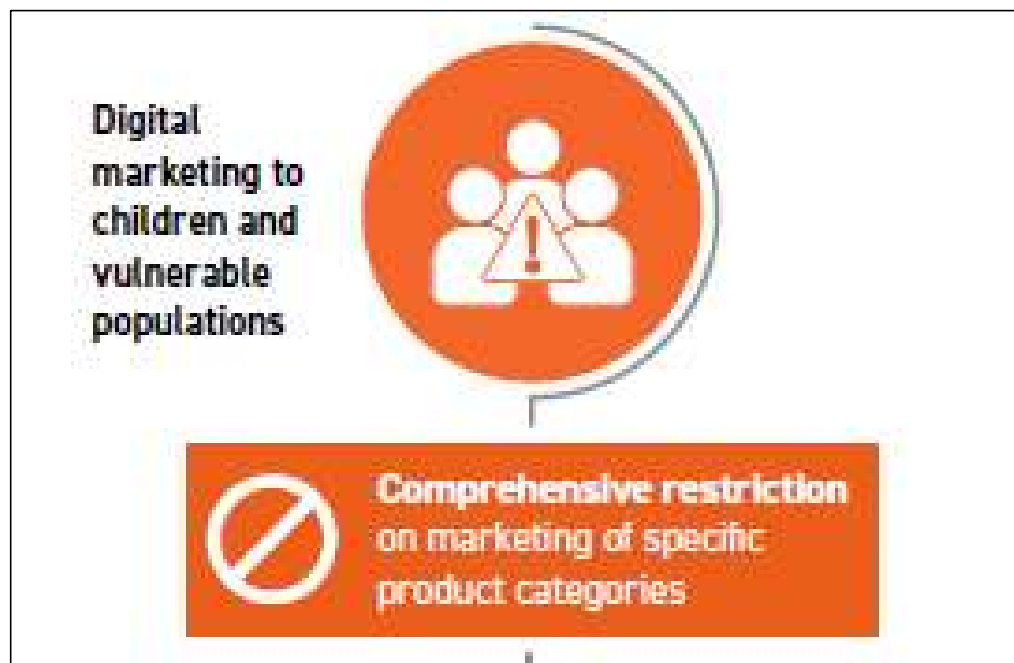 Digital
marketing to
children and
vulnerable
populations
!
Comprehensive restriction
on marketing of specific
product categories